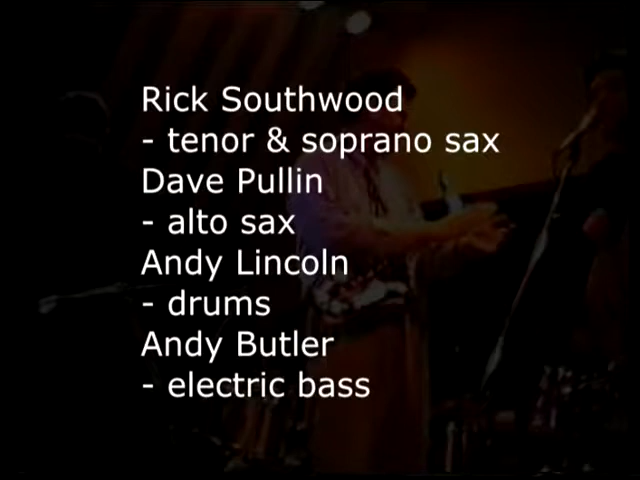 Rick Southwood
- tenor & soprano sax
Dave Pullin
- alto sax
Andy Lincoln
- drums
Andy Butler
- electric bass